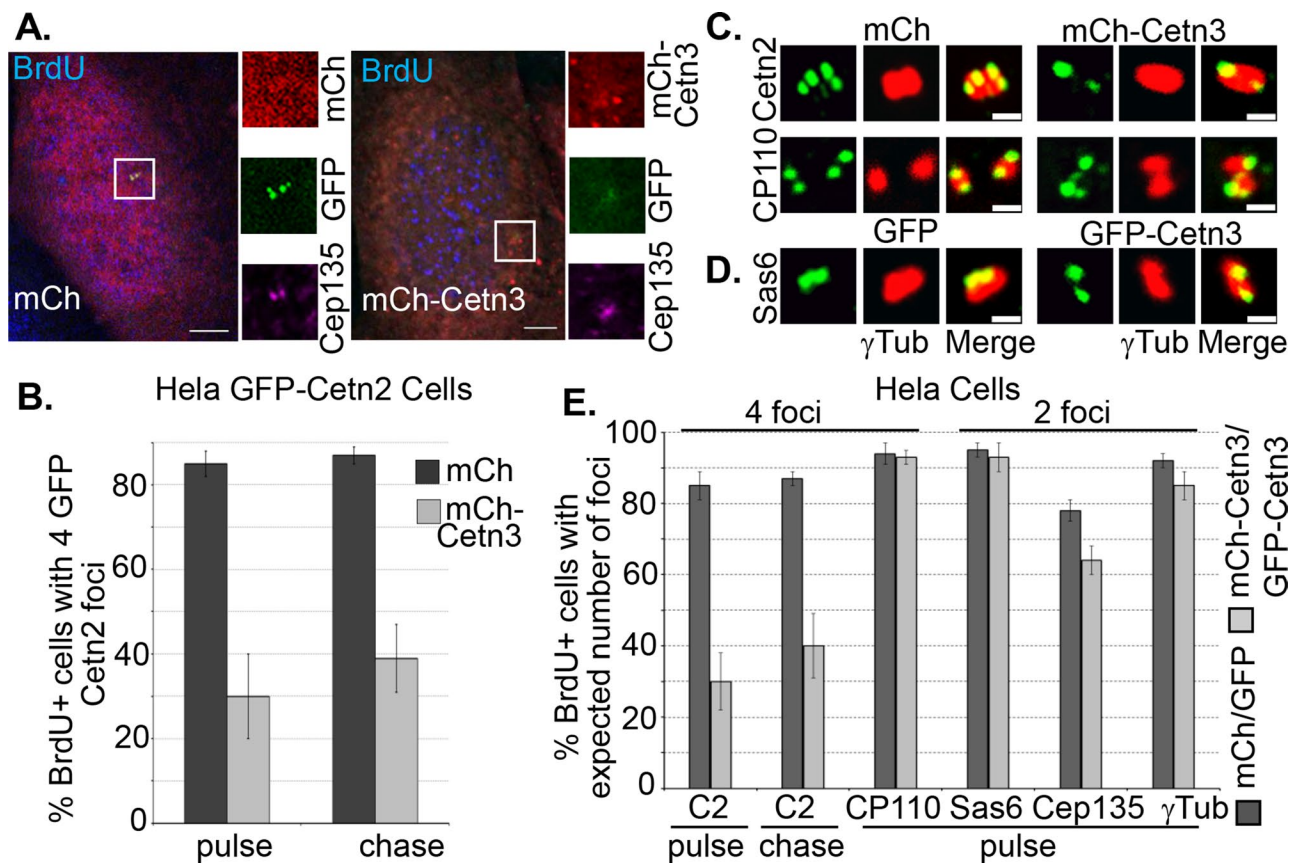 A.
BrdU
mCh
mCh
GFP
Cep135
BrdU
mCh-Cetn3
mCh-
Cetn3
GFP
Cep135
C.
mCh
mCh-Cetn3
Cetn2
CP110
D.
GFP
GFP-Cetn3
Sas6
γTub
Merge
γTub
Merge
B.
Hela GFP-Cetn2 Cells
% BrdU+ cells with 4 GFP
Cetn2 foci
80
60
40
20
0
pulse
chase
mCh
mCh-
Cetn3
E.
Hela Cells
4 foci
2 foci
% BrdU+ cells with
expected number of foci
100
80
60
40
20
0
C2
C2
CP110
Sas6
Cep135
γTub
pulse
chase
pulse
mCh/GFP
mCh-Cetn3/
GFP-Cetn3